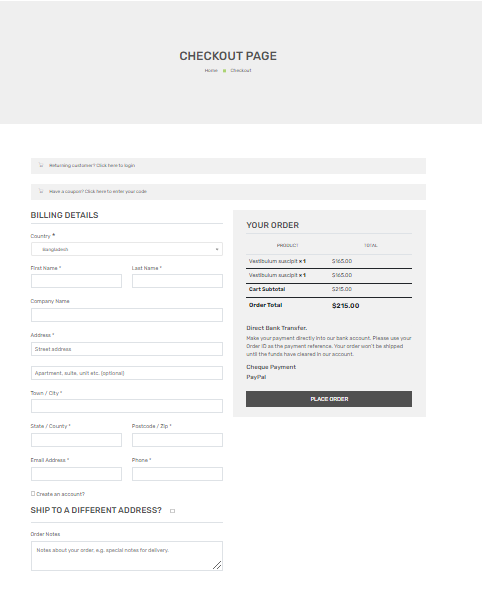 CHECKOUT PAGE
Home Checkout
Returning customer? Click here to login
Have a coupon? Click here to enter your code
BILLING DETAILS
Country *
Bangladesh
First Name * Last Name *
Company Name
Address *
Street address
Apartment, suite, unit etc. (optional)
Town / City *
State / County * Postcode / Zip *
Email Address * Phone *
Create an account?
SHIP TO A DIFFERENT ADDRESS?
Order Notes
Notes about your order, e.g. special notes for delivery.
YOUR ORDER
PRODUCT TOTAL
Vestibulum suscipit × 1 $165.00
Vestibulum suscipit × 1 $165.00
Cart Subtotal $215.00
Order Total $215.00
Direct Bank Transfer.
Make your payment directly into our bank account. Please use your
Order ID as the payment reference. Your order won't be shipped
until the funds have cleared in our account.
Cheque Payment
PayPal
PLACE ORDER